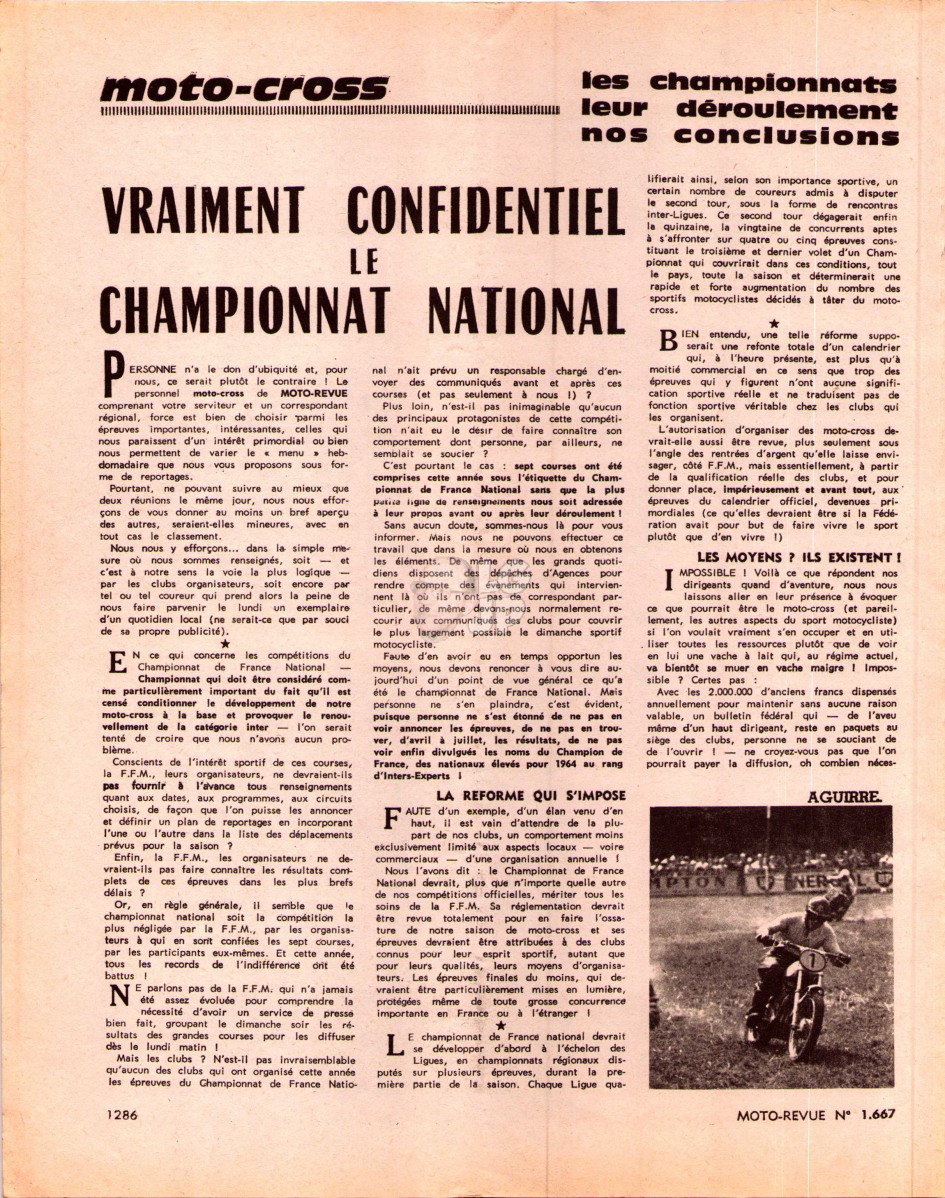 moto-cross
les championnats
leur déroulement
nos conclusions
VRAIMENT CONFIDENTIEL
LE
CHAMPIONNAT NATIONAL
PERSONNE n'a le don d'ubiquité et, pour
nous, ce serait plutôt le contraire ! Le
personnel moto-cross de MOTO-REVUE
comprenant votre serviteur et un correspondant
régional, force est bien de choisir parmi les
épreuves importantes, intéressantes, celles qui
nous paraissent d'un intérêt primordial ou bien
nous permettent de varier le « menu » heb-
domadaire que nous vous proposons sous for-
me de reportages.
Pourtant, ne pouvant suivre au mieux que
deux réunions le même jour, nous nous effor-
çons de vous donner au moins un bref aperçu
des autres, seraient-elles mineures, avec en
tout cas le classement.
Nous nous y efforçons... dans la simple me-
sure où nous sommes renseignés, soit — et
c'est à notre sens la voie la plus logique —
par les clubs organisateurs, soit encore par
tel ou tel coureur qui prend alors la peine de
nous faire parvenir le lundi un exemplaire
d'un quotidien local (ne serait-ce que par souci
de sa propre publicité).
★
EN ce qui concerne les compétitions du
Championnat de France National —
Championnat qui doit être considéré com-
me particulièrement important du fait qu'il est
censé conditionner le développement de notre
moto-cross à la base et provoquer le renou-
vellement de la catégorie inter — l'on serait
tenté de croire que nous n'avons aucun pro-
blème.
Conscients de l'intérêt sportif de ces courses,
la F.F.M., leurs organisateurs, ne devraient-ils
pas fournir à l'avance tous renseignements
quant aux dates, aux programmes, aux circuits
choisis, de façon que l'on puisse les annoncer
et définir un plan de reportages en incorporant
l'une ou l'autre dans la liste des déplacements
prévus pour la saison ?
Enfin, la F.F.M., les organisateurs ne de-
vraient-ils pas faire connaître les résultats com-
plets de ces épreuves dans les plus brefs
délais ?
Or, en règle générale, il semble que le
championnat national soit la compétition la
plus négligée par la F.F.M., par les organisa-
teurs à qui en sont confiées les sept courses,
par les participants eux-mêmes. Et cette année,
tous les records de l'indifférence ont été
battus !
NE parlons pas de la F.F.M. qui n'a jamais
été assez évoluée pour comprendre la
nécessité d'avoir un service de presse
bien fait, groupant le dimanche soir les ré-
sultats des grandes courses pour les diffuser
dès le lundi matin !
Mais les clubs ? N'est-il pas invraisemblable
qu'aucun des clubs qui ont organisé cette année
les épreuves du Championnat de France Natio-
nal n'ait prévu un responsable chargé d'en-
voyer des communiqués avant et après ces
courses (et pas seulement à nous !) ?
Plus loin, n'est-il pas inimaginable qu'aucun
des principaux protagonistes de cette compéti-
tion n'ait eu le désir de faire connaître son
comportement dont personne, par ailleurs, ne
semblait se soucier ?
C'est pourtant le cas : sept courses ont été
comprises cette année sous l'étiquette du Cham-
pionnat de France National sans que la plus
petite ligne de renseignements nous soit adressée
à leur propos avant ou après leur déroulement !
Sans aucun doute, sommes-nous là pour vous
informer. Mais nous ne pouvons effectuer ce
travail que dans la mesure où nous en obtenons
les éléments. De même que les grands quoti-
diens disposent des dépêches d'Agences pour
rendre compte des événements qui intervien-
nent là où ils n'ont pas de correspondant par-
ticulier, de même devons-nous normalement re-
courir aux communiqués des clubs pour couvrir
le plus largement possible le dimanche sportif
motocycliste.
Faute d'en avoir eu en temps opportun les
moyens, nous devons renoncer à vous dire au-
jourd'hui d'un point de vue général ce qu'a
été le championnat de France National. Mais
personne ne s'en plaindra, c'est évident,
puisque personne ne s'est étonné de ne pas en
voir annoncer les épreuves, de ne pas en trou-
ver, d'avril à juillet, les résultats, de ne pas
voir enfin divulgués les noms du Champion de
France, des nationaux élevés pour 1964 au rang
d'Inters-Experts !
LA REFORME QUI S'IMPOSE
FAUTE d'un exemple, d'un élan venu d'en
haut, il est vain d'attendre de la plu-
part de nos clubs, un comportement moins
exclusivement limité aux aspects locaux — voire
commerciaux — d'une organisation annuelle !
Nous l'avons dit : le Championnat de France
National devrait, plus que n'importe quelle autre
de nos compétitions officielles, mériter tous les
soins de la F.F.M. Sa réglementation devrait
être revue totalement pour en faire l'ossa-
ture de notre saison de moto-cross et ses
épreuves devraient être attribuées à des clubs
connus pour leur esprit sportif, autant que
pour leurs qualités, leurs moyens d'organisa-
teurs. Les épreuves finales du moins, qui de-
vraient être particulièrement mises en lumière,
protégées même de toute grosse concurrence
importante en France ou à l'étranger !
★
LE championnat de France national devrait
se développer d'abord à l'échelon des
Ligues, en championnats régionaux dis-
putés sur plusieurs épreuves, durant la pre-
mière partie de la saison. Chaque Ligue qua-
lifierait ainsi, selon son importance sportive, un
certain nombre de coureurs admis à disputer
le second tour, sous la forme de rencontres
inter-Ligues. Ce second tour dégagerait enfin
la quinzaine, la vingtaine de concurrents aptes
à s'affronter sur quatre ou cinq épreuves cons-
tituant le troisième et dernier volet d'un Cham-
pionnat qui couvrirait dans ces conditions, tout
le pays, toute la saison et déterminerait une
rapide et forte augmentation du nombre des
sportifs motocyclistes décidés à tâter du moto-
cross.
★
BIEN entendu, une telle réforme suppo-
serait une refonte totale d'un calendrier
qui, à l'heure présente, est plus qu'à
moitié commercial en ce sens que trop des
épreuves qui y figurent n'ont aucune signifi-
cation sportive réelle et ne traduisent pas de
fonction sportive véritable chez les clubs qui
les organisent.
L'autorisation d'organiser des moto-cross de-
vrait-elle aussi être revue, plus seulement sous
l'angle des rentrées d'argent qu'elle laisse envi-
sager, côté F.F.M., mais essentiellement, à partir
de la qualification réelle des clubs, et pour
donner place, impérieusement et avant tout, aux
épreuves du calendrier officiel, devenues pri-
mordiales (ce qu'elles devraient être si la Fédé-
ration avait pour but de faire vivre le sport
plutôt que d'en vivre !)
LES MOYENS ? ILS EXISTENT !
IMPOSSIBLE ! Voilà ce que répondent nos
dirigeants quand d'aventure, nous nous
laissons aller en leur présence à évoquer
ce que pourrait être le moto-cross (et pareil-
lement, les autres aspects du sport motocycliste)
si l'on voulait vraiment s'en occuper et en uti-
liser toutes les ressources plutôt que de voir
en lui une vache à lait qui, au régime actuel,
va bientôt se muer en vache maigre ! Impos-
sible ? Certes pas :
Avec les 2.000.000 d'anciens francs dispensés
annuellement pour maintenir sans aucune raison
valable, un bulletin fédéral qui — de l'aveu
même d'un haut dirigeant, reste en paquets au
siège des clubs, personne ne se souciant de
de l'ouvrir ! — ne croyez-vous pas que l'on
pourrait payer la diffusion, oh combien néces-
AGUIRRE.
1
1286
MOTO-REVUE N° 1.667